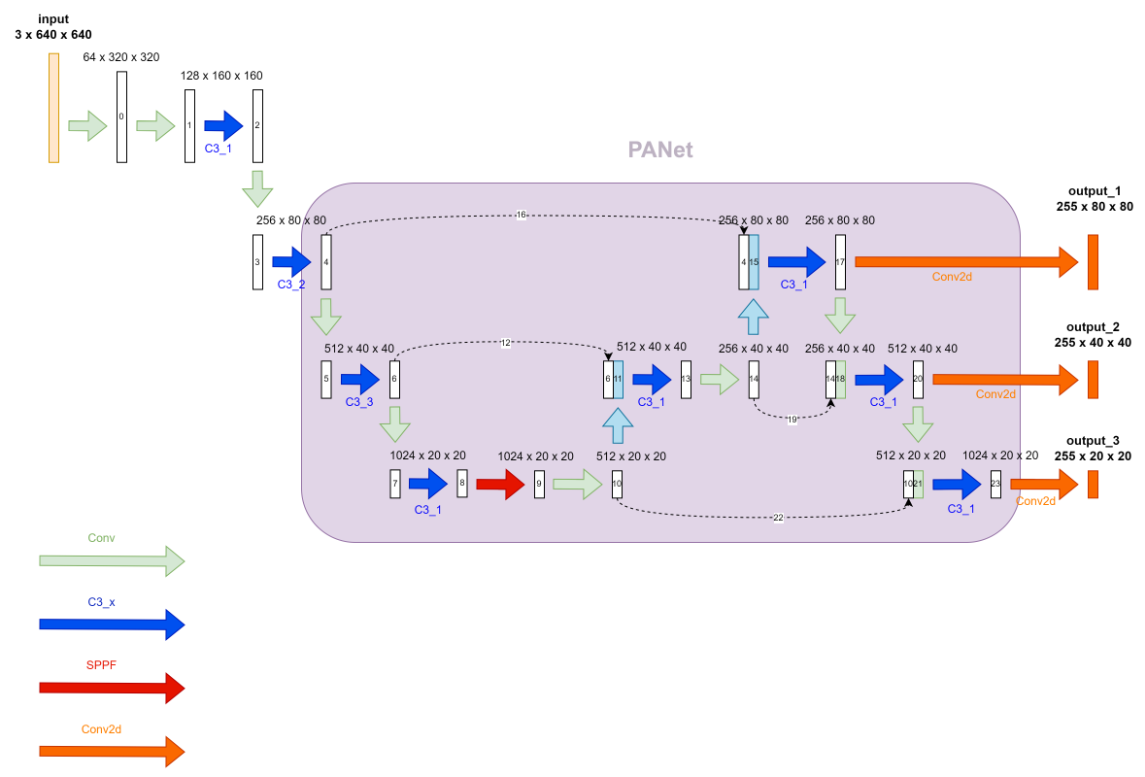 input
3 x 640 x 640
64 x 320 x 320
128 x 160 x 160
0
1
2
C3_1
PANet
output_1
255 x 80 x 80
256 x 80 x 80
16
256 x 80 x 80
256 x 80 x 80
3
4
4
15
17
C3_2
C3_1
Conv2d
output_2
255 x 40 x 40
512 x 40 x 40
12
512 x 40 x 40
256 x 40 x 40
256 x 40 x 40
512 x 40 x 40
5
6
6
11
13
14
14
18
20
C3_3
C3_1
C3_1
Conv2d
19
output_3
255 x 20 x 20
1024 x 20 x 20
1024 x 20 x 20
512 x 20 x 20
512 x 20 x 20
1024 x 20 x 20
7
8
9
10
10
21
23
C3_1
C3_1
Conv2d
22
Conv
C3_x
SPPF
Conv2d